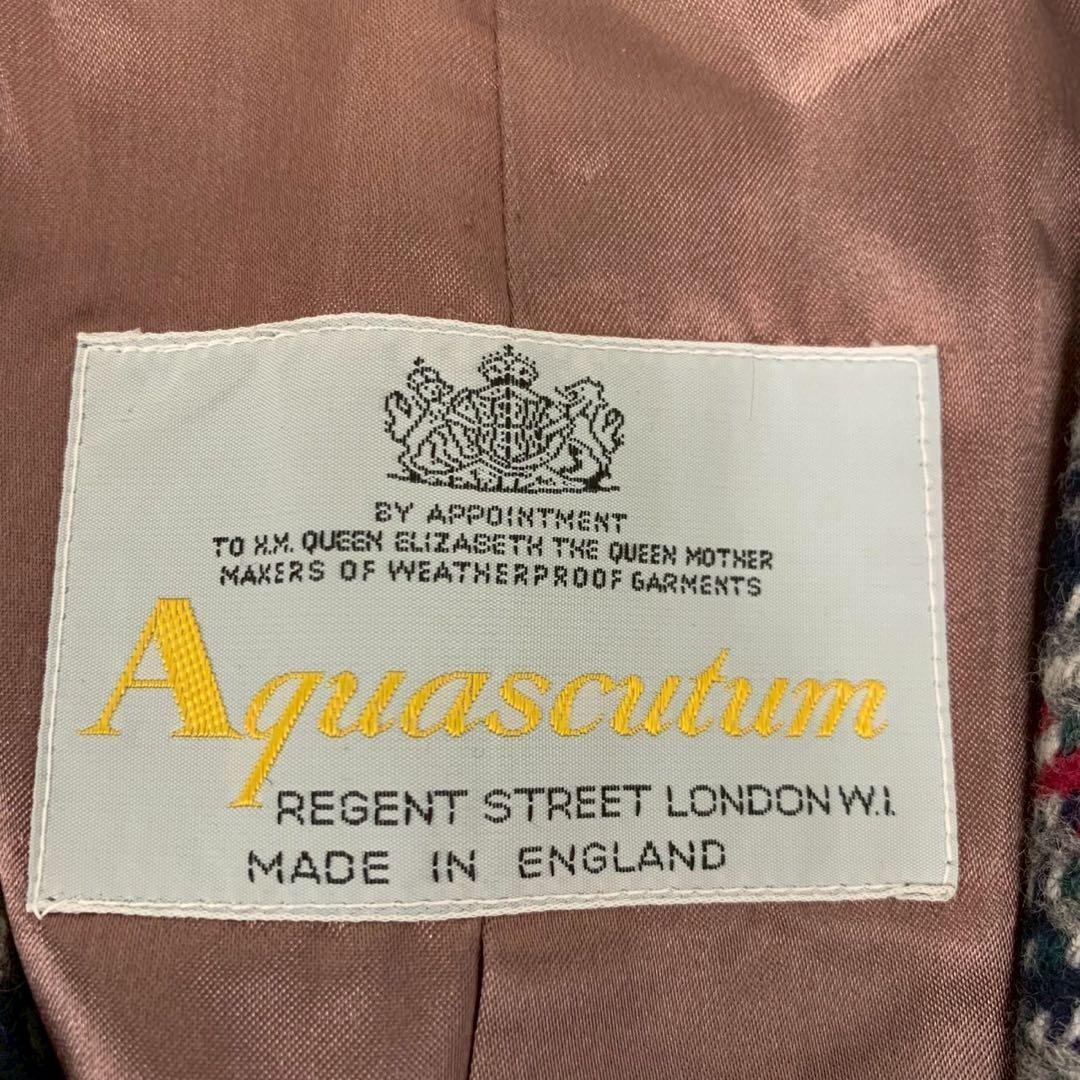 BY APPOINTMENT
TO H.M. QUEEN ELIZABETH THE QUEEN MOTHER
MAKERS OF WEATHERPROOF GARMENTS
Aquascutum
REGENT STREET LONDON W.1.
MADE IN ENGLAND